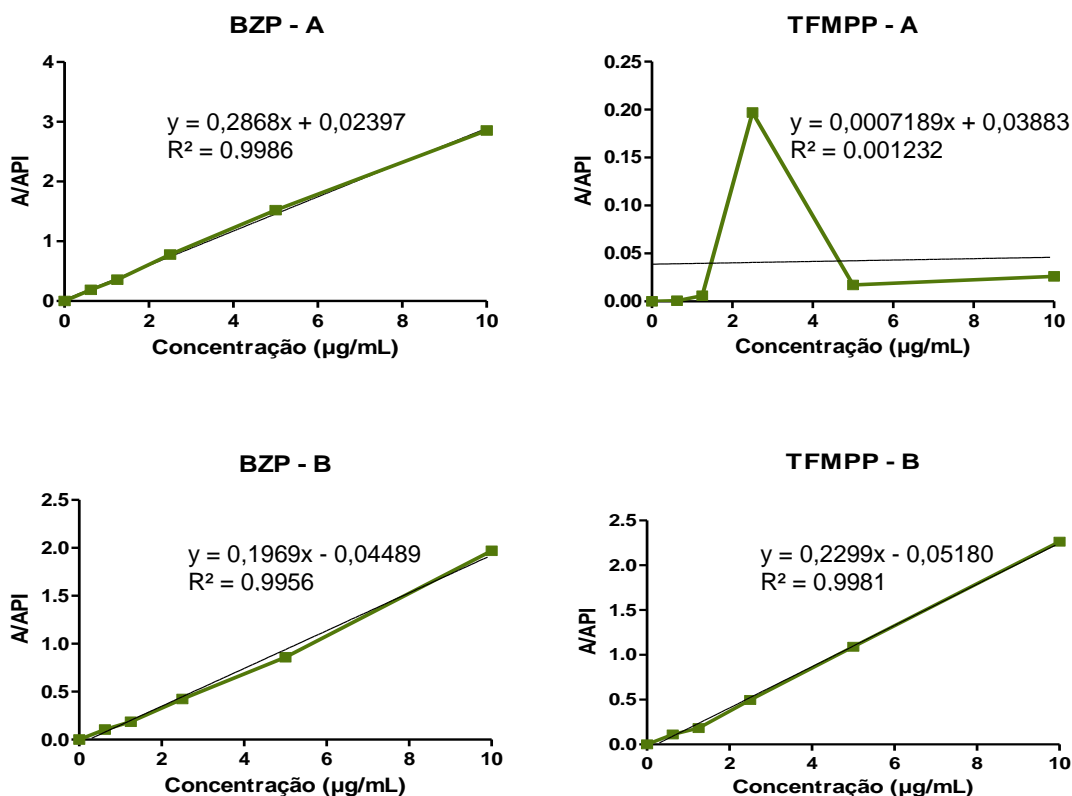 BZP - A
4
3
2
1
0
A/API
y = 0,2868x + 0,02397
R² = 0.9986
0 2 4 6 8 10
Concentração (µg/mL)
TFMPP - A
0.25
0.20
0.15
0.10
0.05
0.00
A/API
y = 0,0007189x + 0,03883
R² = 0.001232
0 2 4 6 8 10
Concentração (µg/mL)
BZP - B
2.5
2.0
1.5
1.0
0.5
0.0
A/API
y = 0,1969x - 0,04489
R² = 0.9956
0 2 4 6 8 10
Concentração (µg/mL)
TFMPP - B
2.5
2.0
1.5
1.0
0.5
0.0
A/API
y = 0,2299x - 0,05180
R² = 0.9981
0 2 4 6 8 10
Concentração (µg/mL)